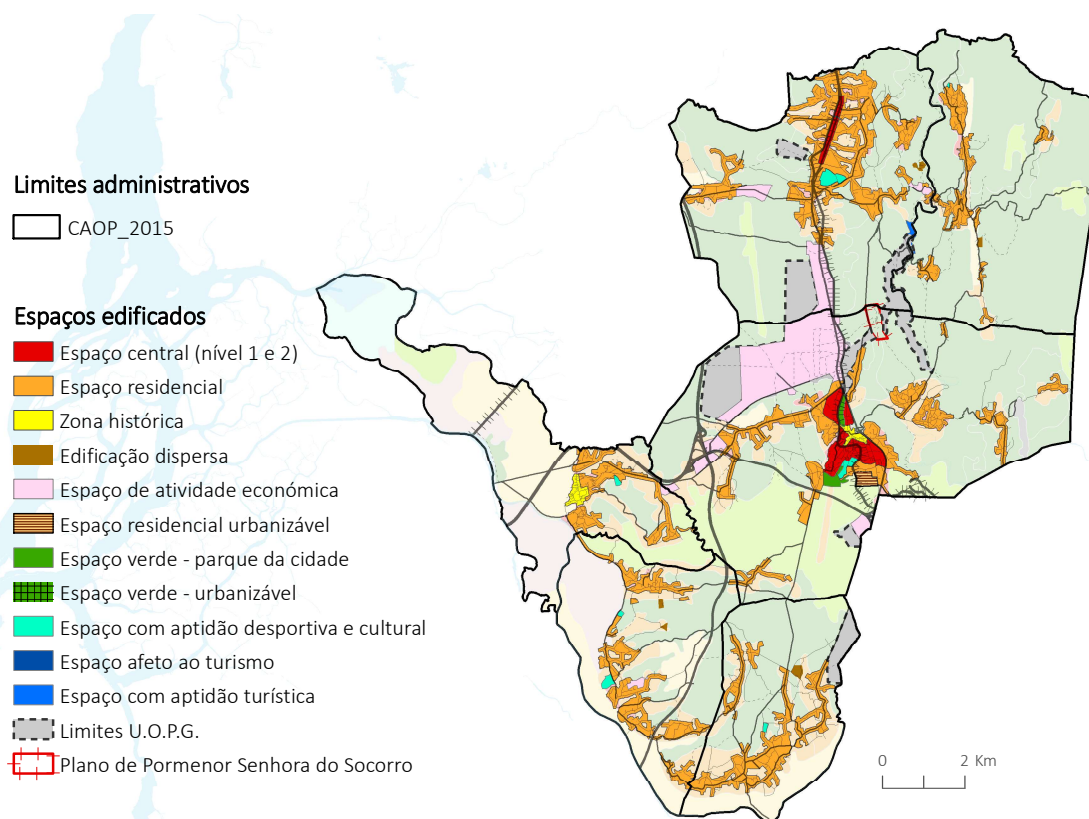 Limites administrativos
CAOP_2015
Espaços edificados
Espaço central (nível 1 e 2)
Espaço residencial
Zona histórica
Edificação dispersa
Espaço de atividade económica
Espaço residencial urbanizável
Espaço verde - parque da cidade
Espaço verde - urbanizável
Espaço com aptidão desportiva e cultural
Espaço afeto ao turismo
Espaço com aptidão turística
Limites U.O.P.G.
Plano de Pormenor Senhora do Socorro
0 2 Km